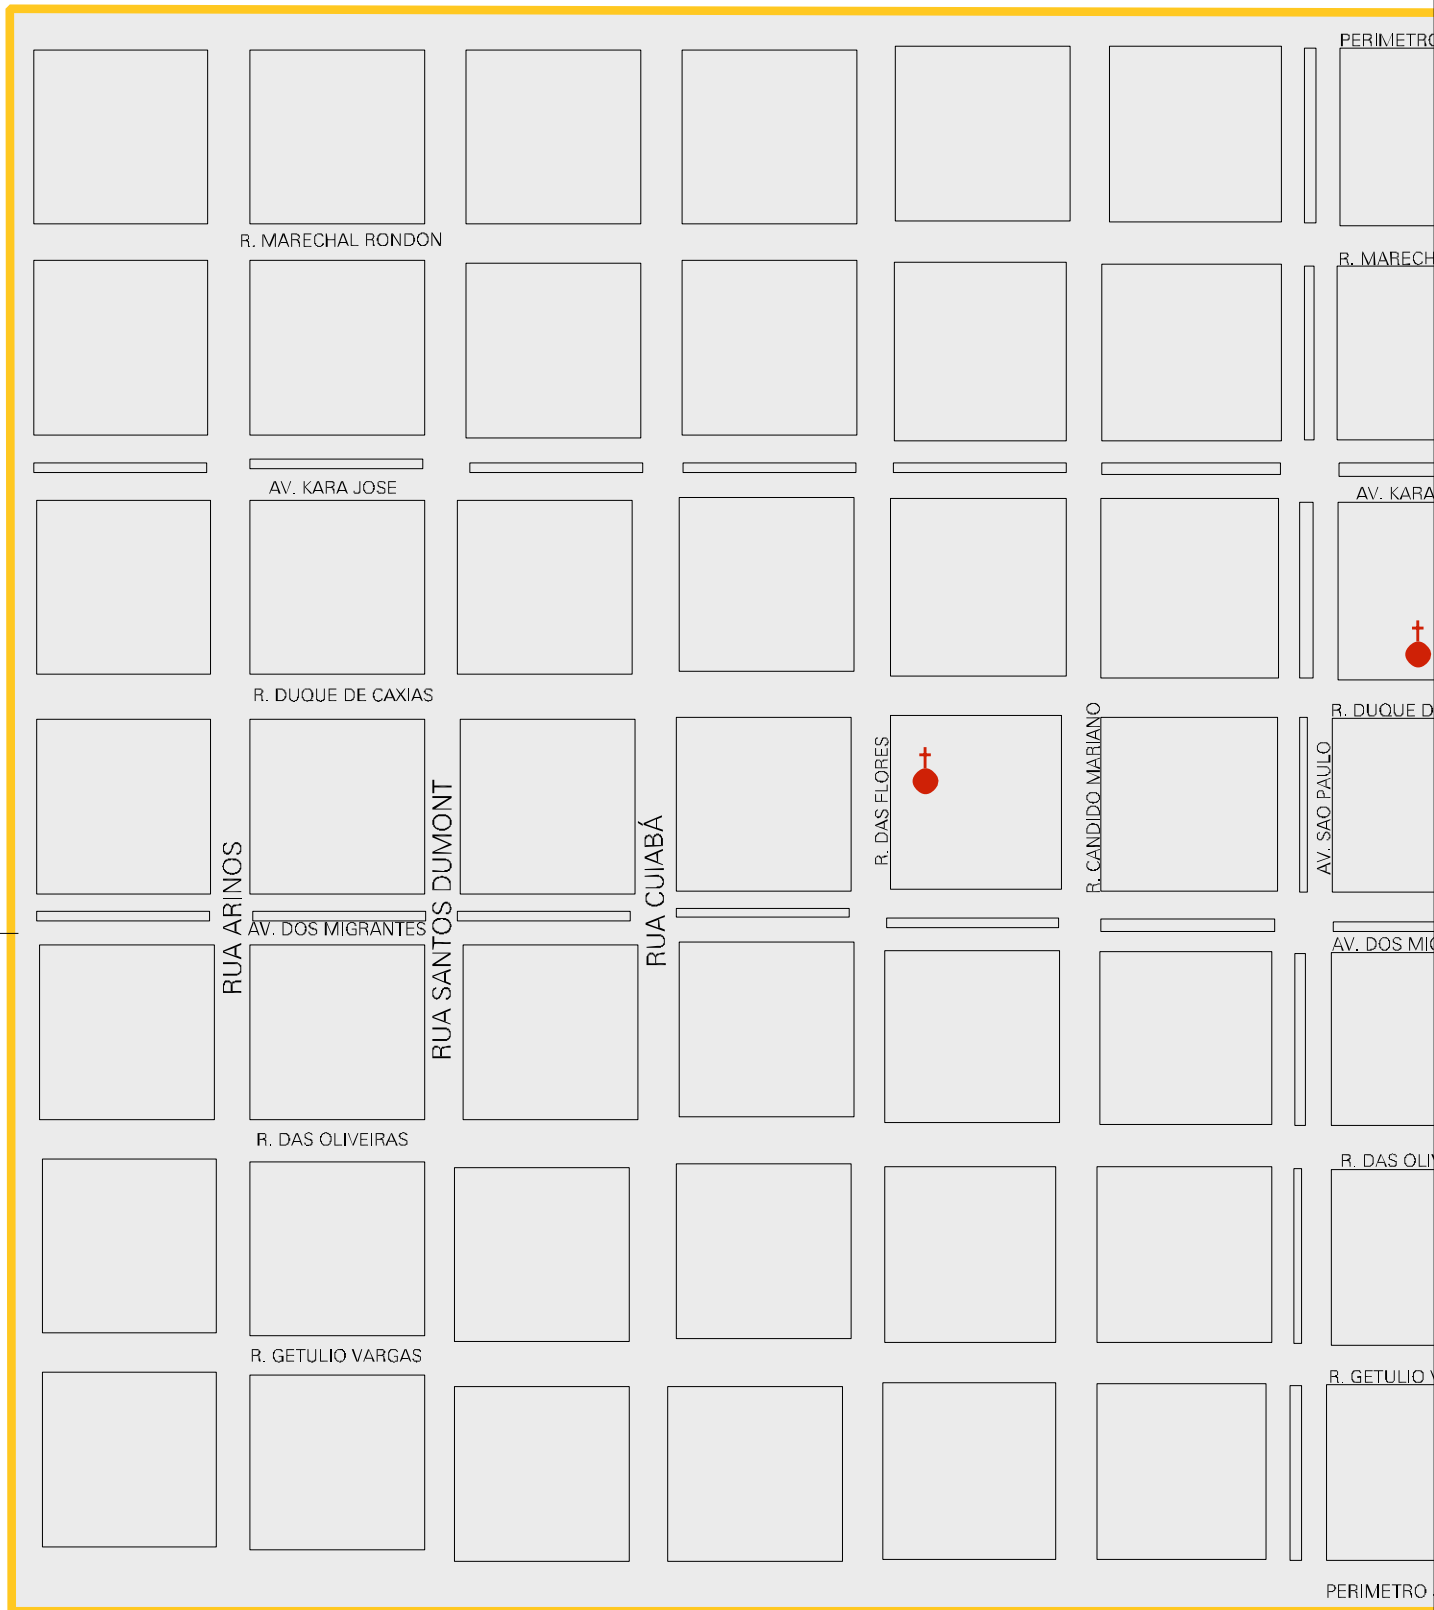 PERIMETRO
R. MARECHAL RONDON
R. MARECH
AV. KARA JOSE
AV. KARA
R. DUQUE DE CAXIAS
R. DUQUE D
R. DAS FLORES
R. CANDIDO MARIANO
AV. SAO PAULO
RUA ARINOS
RUA SANTOS DUMONT
RUA CUIABÁ
AV. DOS MIGRANTES
AV. DOS MIG
R. DAS OLIVEIRAS
R. DAS OLIV
R. GETULIO VARGAS
R. GETULIO V
PERIMETRO